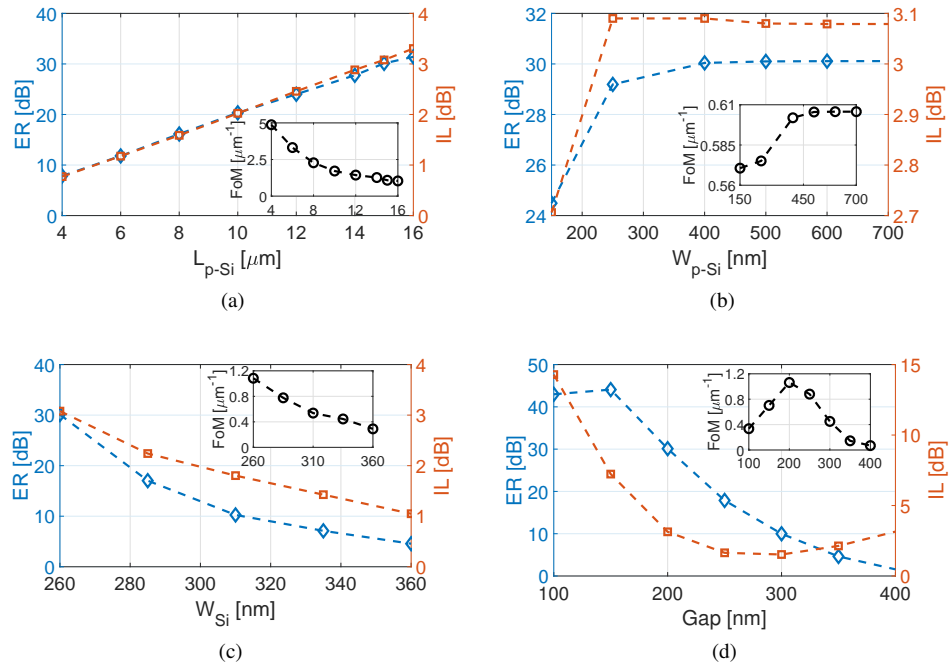 40
30
20
10
0
ER [dB]
4
3
2
1
0
IL [dB]
4 6 8 10 12 14 16
L_p-Si [μm]
5
2.5
0
FoM [μm⁻¹]
4 8 12 16
(a)
32
30
28
26
24
ER [dB]
3.1
3
2.9
2.8
2.7
IL [dB]
200 300 400 500 600 700
W_p-Si [nm]
0.61
0.585
0.56
FoM [μm⁻¹]
150 450 700
(b)
40
30
20
10
0
ER [dB]
4
3
2
1
0
IL [dB]
260 280 300 320 340 360
W_Si [nm]
1.2
0.8
0.4
0
FoM [μm⁻¹]
260 310 360
(c)
50
40
30
20
10
0
ER [dB]
15
10
5
0
IL [dB]
100 200 300 400
Gap [nm]
1.2
0.8
0.4
0
FoM [μm⁻¹]
100 200 300 400
(d)